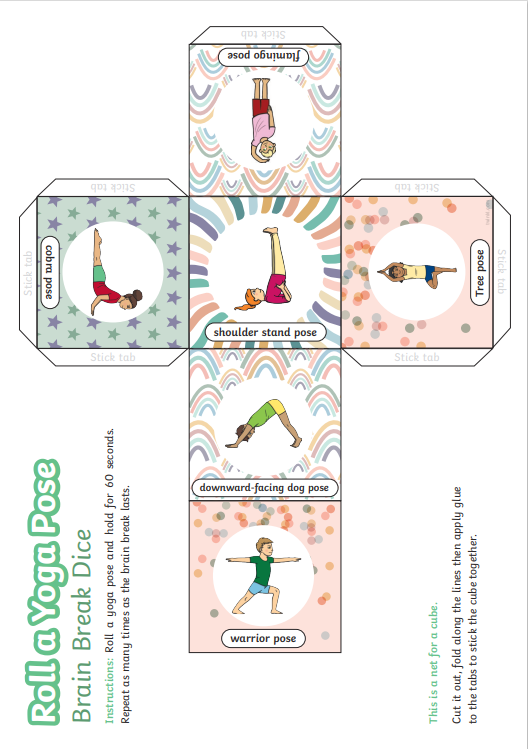 Roll a Yoga Pose
Brain Break Dice
Instructions: Roll a yoga pose and hold for 60 seconds.
Repeat as many times as the brain break lasts.
Stick tab
flamingo pose
Stick tab
Stick tab
cobra pose
Stick tab
shoulder stand pose
Stick tab
Tree pose
Stick tab
Stick tab
downward-facing dog pose
warrior pose
This is a net for a cube.
Cut it out, fold along the lines then apply glue
to the tabs to stick the cube together.